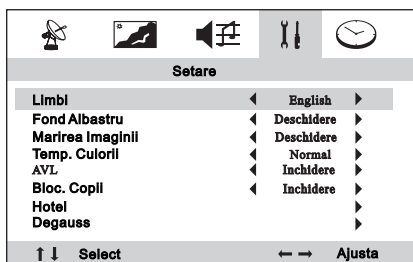 Setare
Limbi English
Fond Albastru Deschidere
Marirea Imaginii Deschidere
Temp. Culorii Normal
AVL Inchidere
Bloc. Copii Inchidere
Hotel
Degauss
Select Ajusta